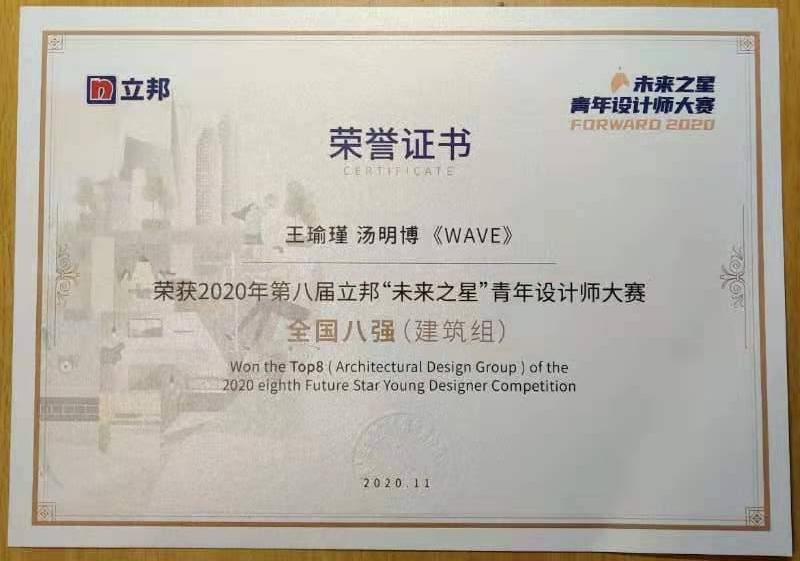 n 立邦
未来之星
青年设计师大赛
FORWARD 2020
荣誉证书
CERTIFICATE
王瑜瑾 汤明博 《WAVE》
荣获2020年第八届立邦“未来之星”青年设计师大赛
全国八强(建筑组)
Won the Top8 ( Architectural Design Group ) of the
2020 eighth Future Star Young Designer Competition
2020.11